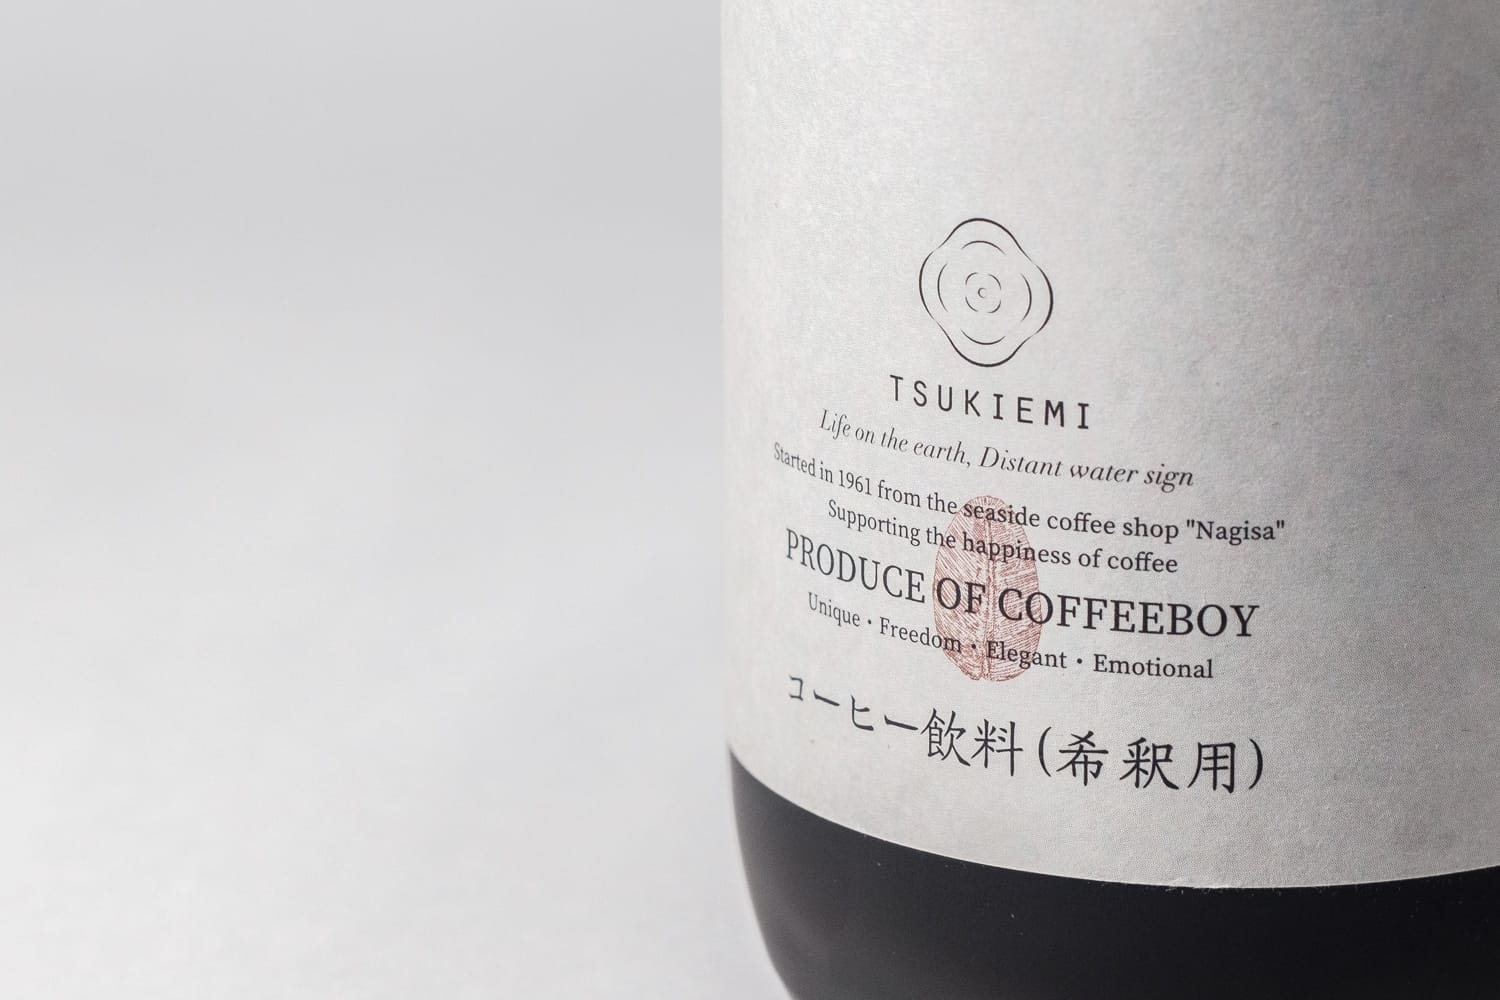 TSUKIEMI
Life on the earth, Distant water sign
Started in 1961 from the seaside coffee shop "Nagisa"
Supporting the happiness of coffee
PRODUCE OF COFFEEBOY
Unique・Freedom・Elegant・Emotional
コーヒー飲料(希釈用)